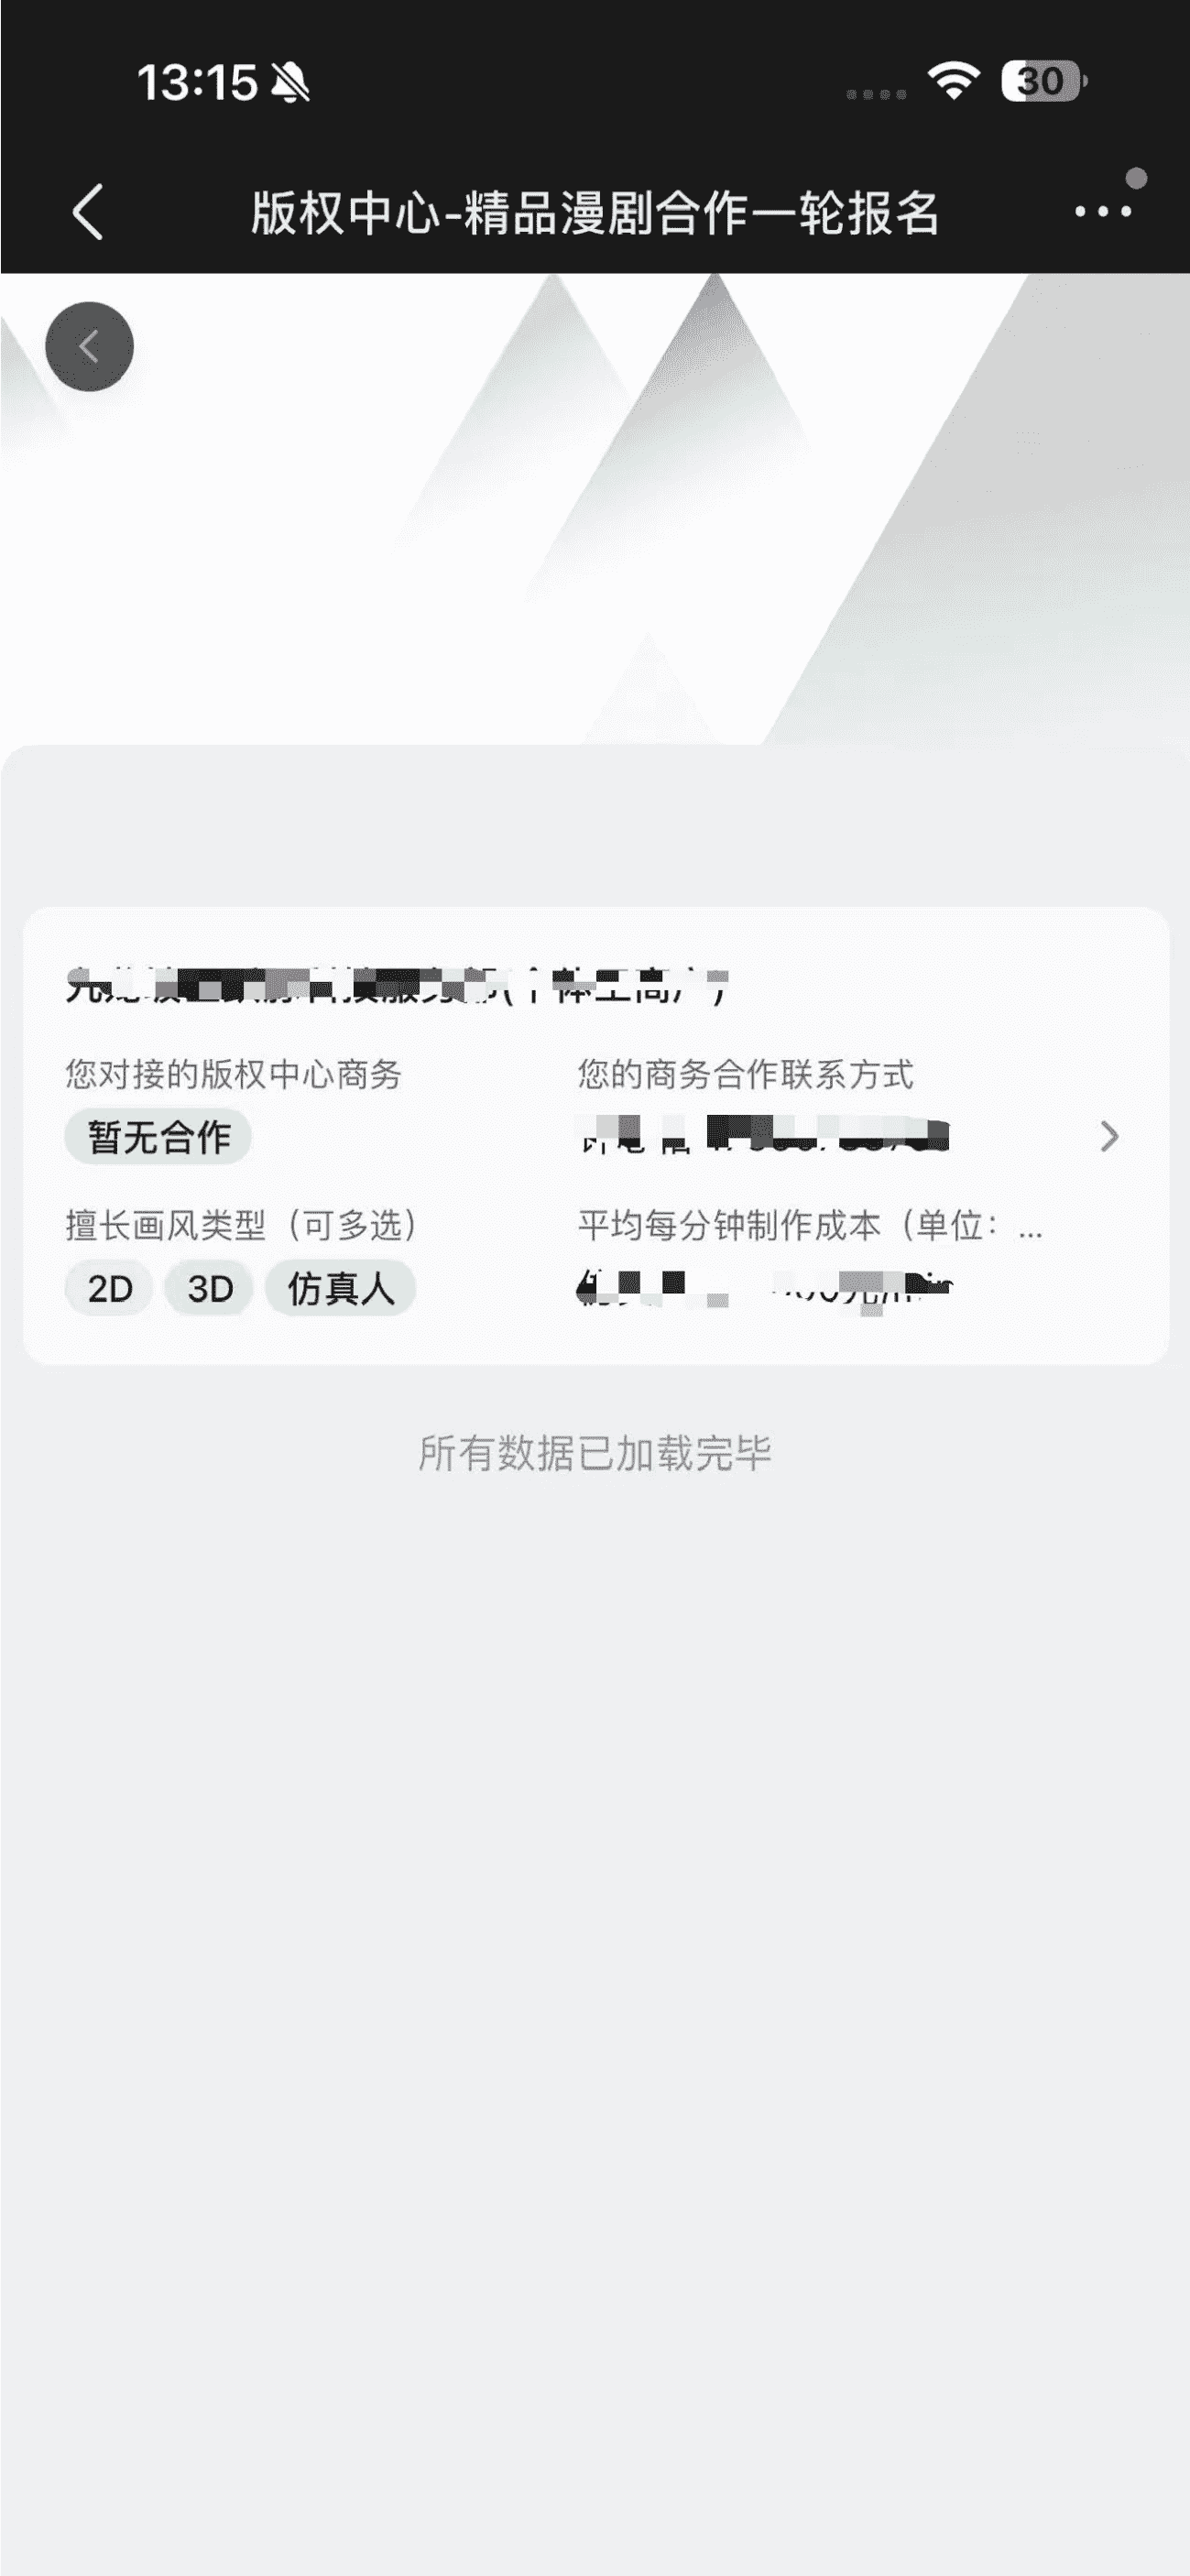 13:15
30
版权中心-精品漫剧合作一轮报名
您对接的版权中心商务
您的商务合作联系方式
暂无合作
擅长画风类型（可多选）
平均每分钟制作成本（单位：...
2D 3D 仿真人
所有数据已加载完毕